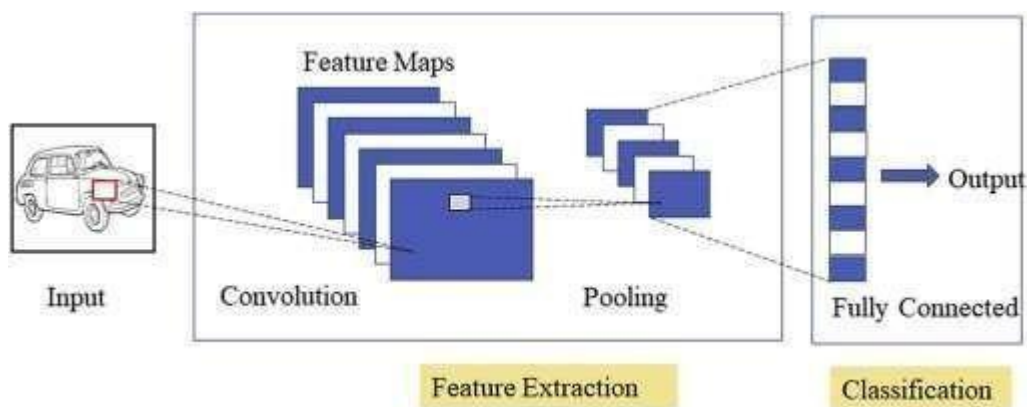 Feature Maps
Output
Input
Convolution
Pooling
Fully Connected
Feature Extraction
Classification